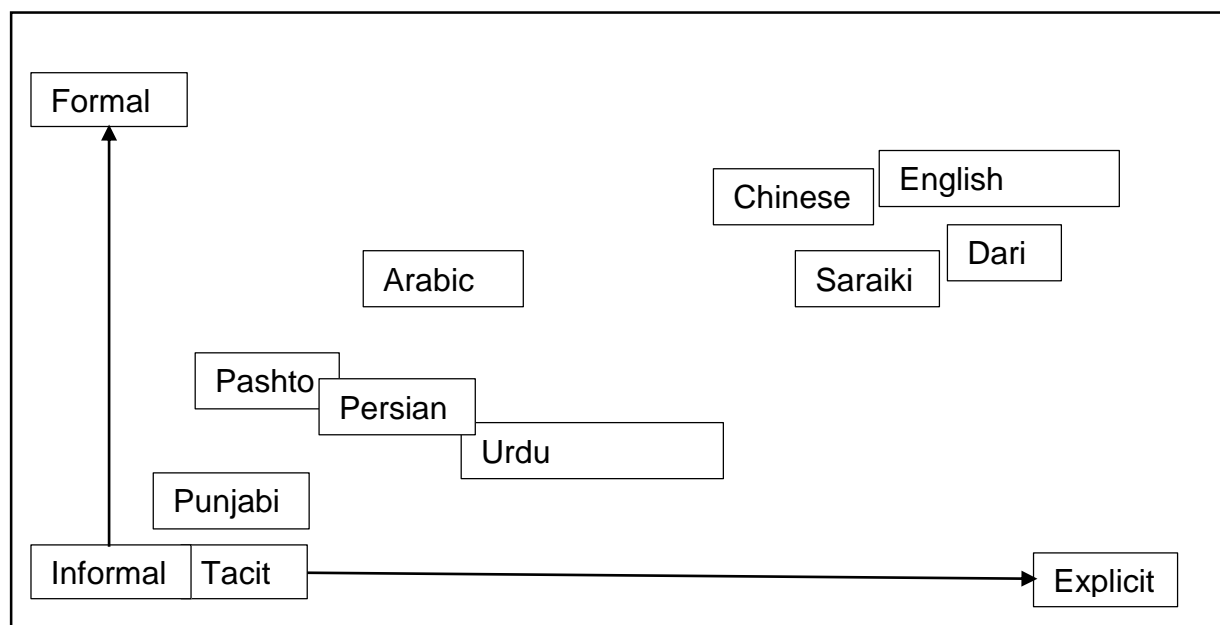 Formal
English
Chinese
Dari
Arabic
Saraiki
Pashto
Persian
Urdu
Punjabi
Informal
Tacit
Explicit